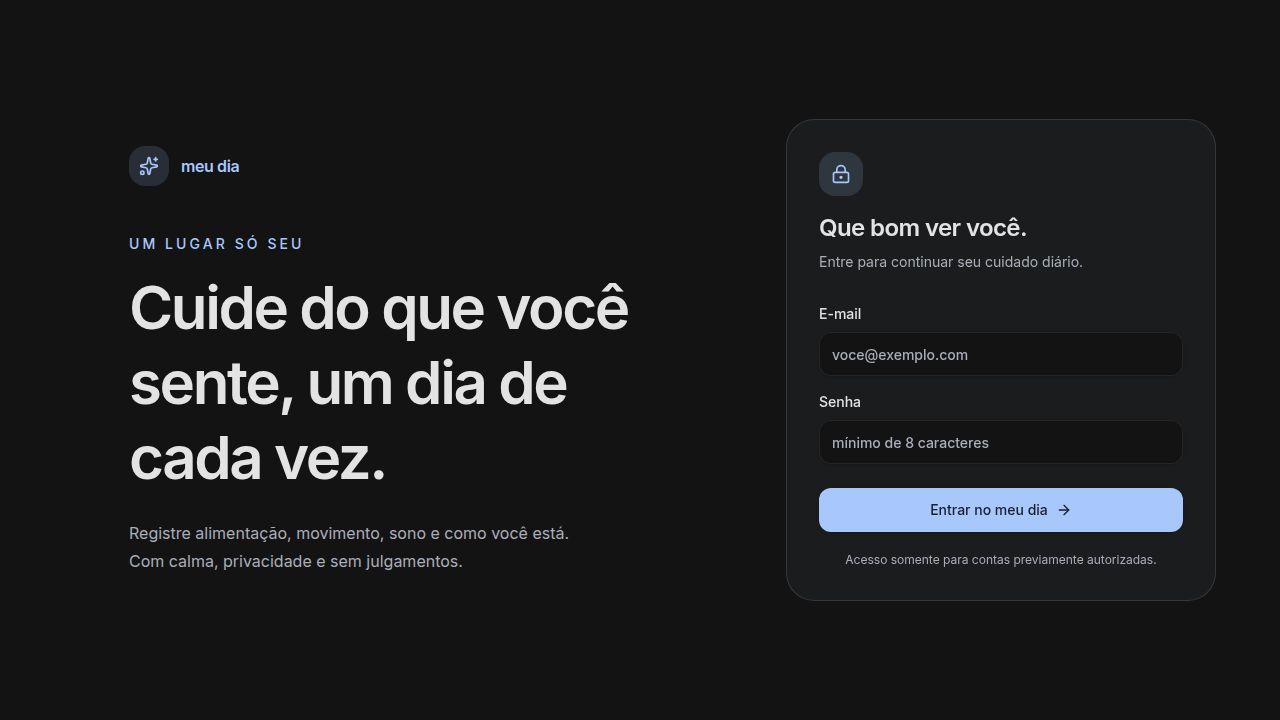 meu dia
UM LUGAR SÓ SEU
Cuide do que você
sente, um dia de
cada vez.
Registre alimentação, movimento, sono e como você está.
Com calma, privacidade e sem julgamentos.
Que bom ver você.
Entre para continuar seu cuidado diário.
E-mail
voce@exemplo.com
Senha
mínimo de 8 caracteres
Entrar no meu dia
Acesso somente para contas previamente autorizadas.